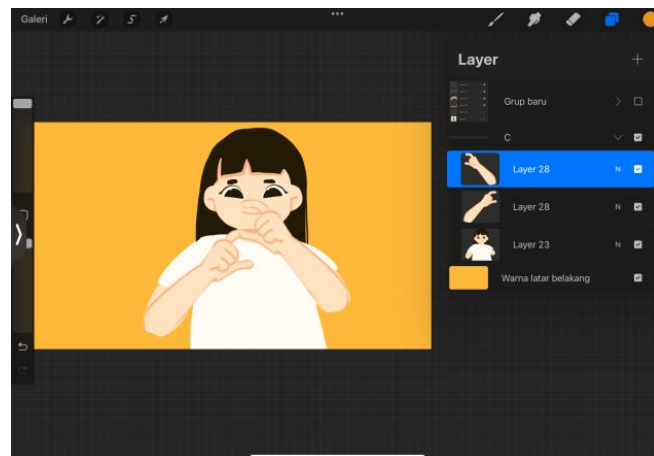 Galeri
Layer
Grup baru
C
Layer 28 N
Layer 28 N
Layer 23 N
Warna latar belakang